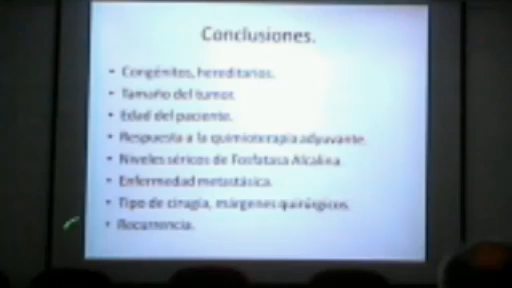 Conclusiones.
• Congénitos, hereditarios.
• Tamaño del tumor.
• Edad del paciente.
• Respuesta a la quimioterapia adyuvante.
• Niveles séricos de Fosfatasa Alcalina
• Enfermedad metastásica.
• Tipo de cirugía, márgenes quirúrgicos.
• Recurrencia.